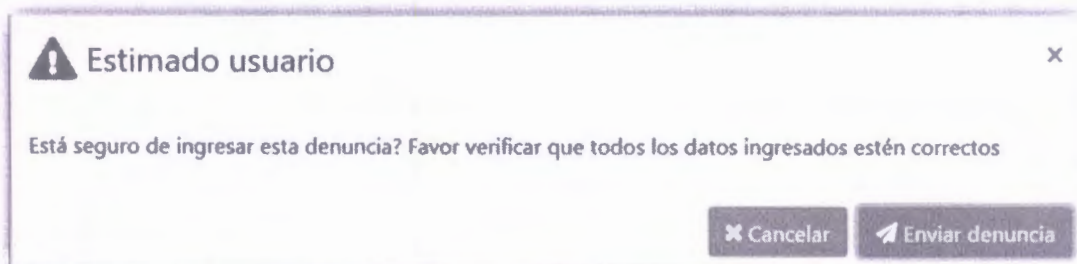 Estimado usuario
Está seguro de ingresar esta denuncia? Favor verificar que todos los datos ingresados estén correctos
Cancelar
Enviar denuncia